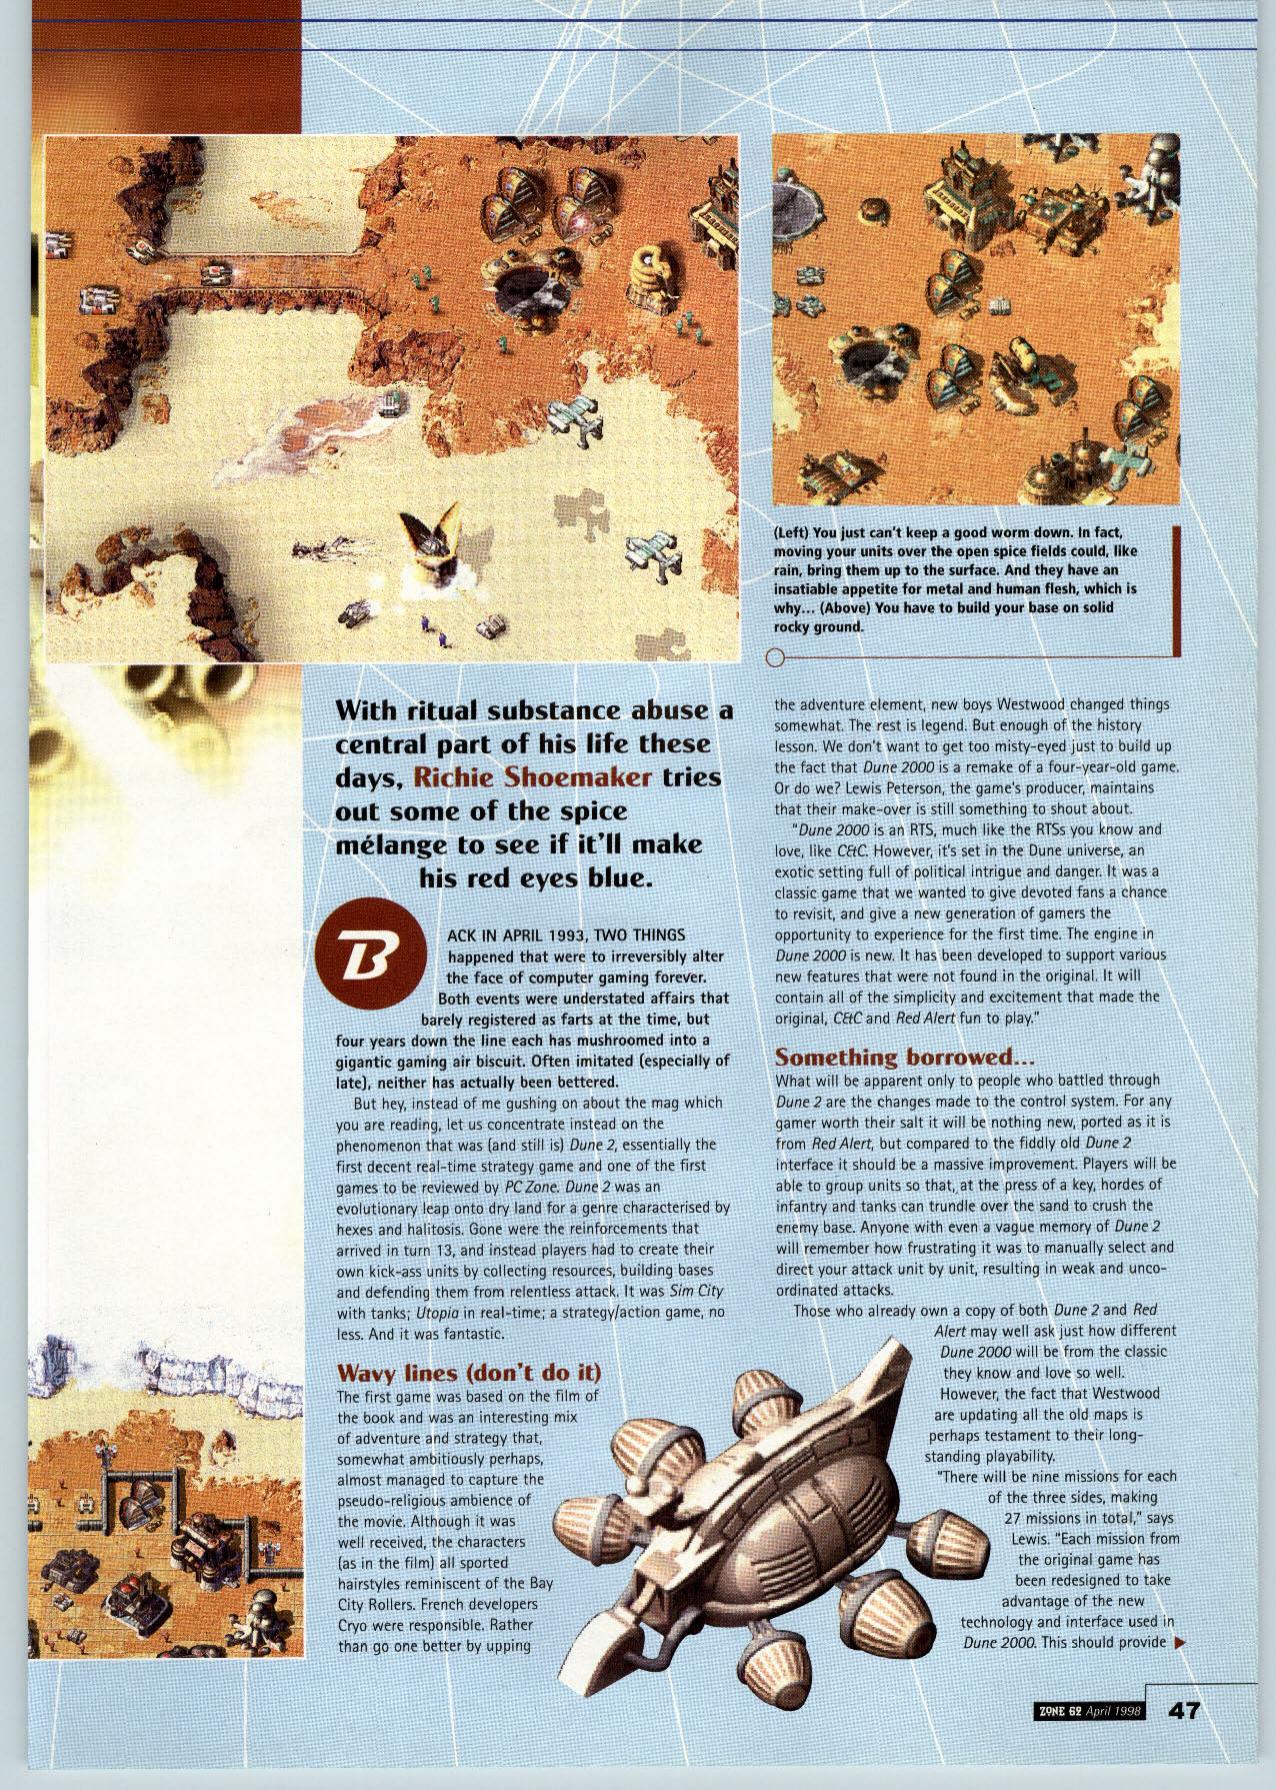 (Left) You just can't keep a good worm down. In fact,
moving your units over the open spice fields could, like
rain, bring them up to the surface. And they have an
insatiable appetite for metal and human flesh, which is
why... (Above) You have to build your base on solid
rocky ground.
With ritual substance abuse a
central part of his life these
days, Richie Shoemaker tries
out some of the spice
mélange to see if it'll make
his red eyes blue.
BACK IN APRIL 1993, TWO THINGS
happened that were to irreversibly alter
the face of computer gaming forever.
Both events were understated affairs that
barely registered as farts at the time, but
four years down the line each has mushroomed into a
gigantic gaming air biscuit. Often imitated (especially of
late), neither has actually been bettered.
But hey, instead of me gushing on about the mag which
you are reading, let us concentrate instead on the
phenomenon that was (and still is) Dune 2, essentially the
first decent real-time strategy game and one of the first
games to be reviewed by PC Zone. Dune 2 was an
evolutionary leap onto dry land for a genre characterised by
hexes and halitosis. Gone were the reinforcements that
arrived in turn 13, and instead players had to create their
own kick-ass units by collecting resources, building bases
and defending them from relentless attack. It was Sim City
with tanks; Utopia in real-time; a strategy/action game, no
less. And it was fantastic.
Wavy lines (don't do it)
The first game was based on the film of
the book and was an interesting mix
of adventure and strategy that,
somewhat ambitiously perhaps,
almost managed to capture the
pseudo-religious ambience of
the movie. Although it was
well received, the characters
(as in the film) all sported
hairstyles reminiscent of the Bay
City Rollers. French developers
Cryo were responsible. Rather
than go one better by upping
the adventure element, new boys Westwood changed things
somewhat. The rest is legend. But enough of the history
lesson. We don't want to get too misty-eyed just to build up
the fact that Dune 2000 is a remake of a four-year-old game.
Or do we? Lewis Peterson, the game's producer, maintains
that their make-over is still something to shout about.
"Dune 2000 is an RTS, much like the RTSs you know and
love, like C&C. However, it's set in the Dune universe, an
exotic setting full of political intrigue and danger. It was a
classic game that we wanted to give devoted fans a chance
to revisit, and give a new generation of gamers the
opportunity to experience for the first time. The engine in
Dune 2000 is new. It has been developed to support various
new features that were not found in the original. It will
contain all of the simplicity and excitement that made the
original, C&C and Red Alert fun to play."
Something borrowed...
What will be apparent only to people who battled through
Dune 2 are the changes made to the control system. For any
gamer worth their salt it will be nothing new, ported as it is
from Red Alert, but compared to the fiddly old Dune 2
interface it should be a massive improvement. Players will be
able to group units so that, at the press of a key, hordes of
infantry and tanks can trundle over the sand to crush the
enemy base. Anyone with even a vague memory of Dune 2
will remember how frustrating it was to manually select and
direct your attack unit by unit, resulting in weak and unco-
ordinated attacks.
Those who already own a copy of both Dune 2 and Red
Alert may well ask just how different
Dune 2000 will be from the classic
they know and love so well.
However, the fact that Westwood
are updating all the old maps is
perhaps testament to their long-
standing playability.
"There will be nine missions for each
of the three sides, making
27 missions in total," says
Lewis. "Each mission from
the original game has
been redesigned to take
advantage of the new
technology and interface used in
Dune 2000. This should provide
ZONE 62 April 1998 47